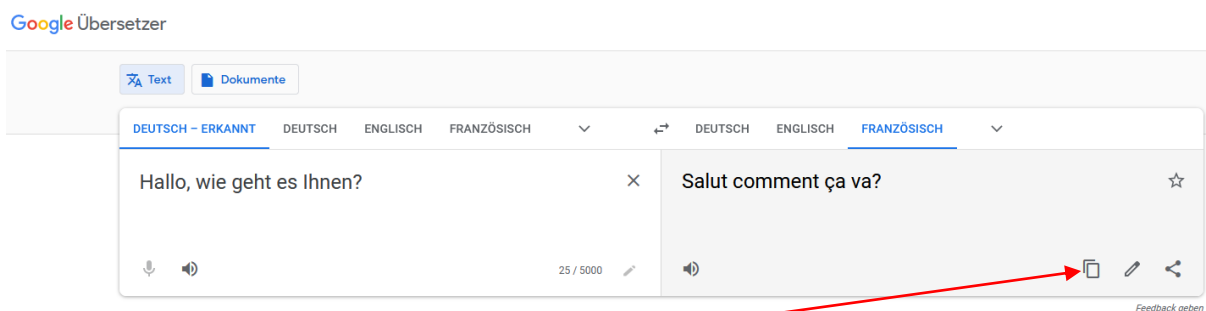 Google Übersetzer
Text Dokumente
DEUTSCH – ERKANNT DEUTSCH ENGLISCH FRANZÖSISCH DEUTSCH ENGLISCH FRANZÖSISCH
Hallo, wie geht es Ihnen? Salut comment ça va?
25 / 5000
Feedback geben